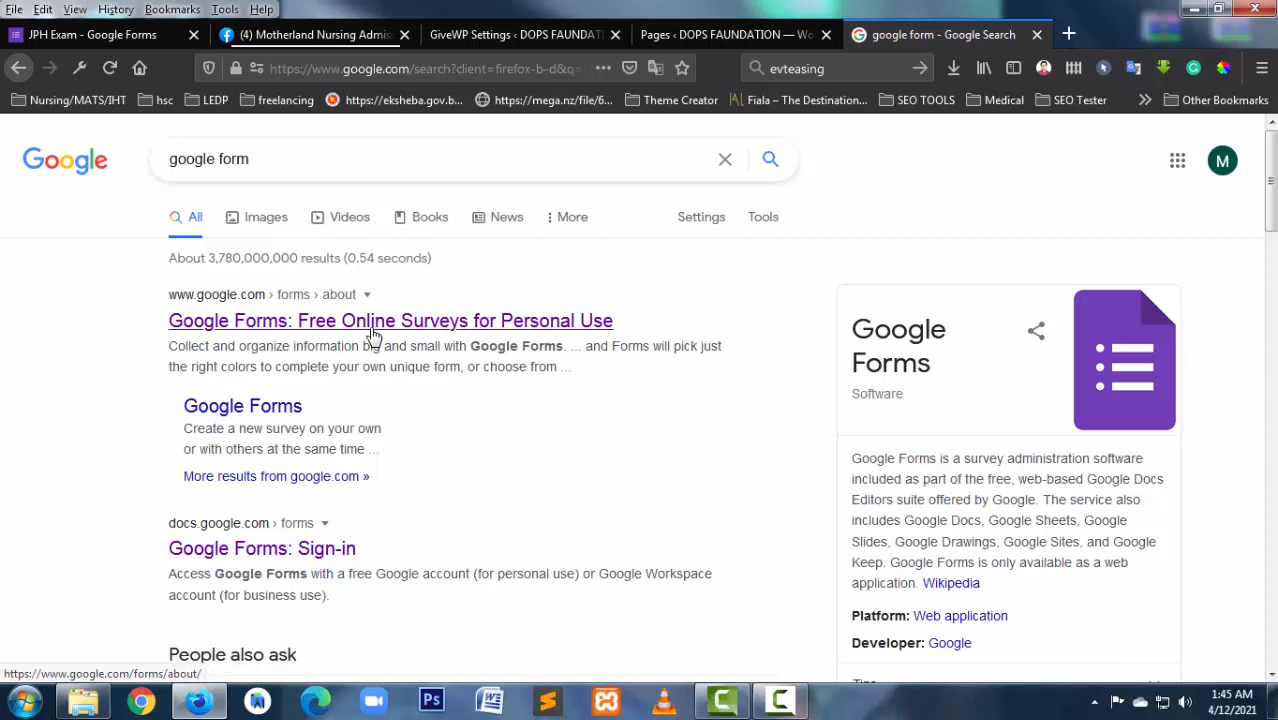 File Edit View History Bookmarks Tools Help
JPH Exam - Google Forms
(4) Motherland Nursing Admis
GiveWP Settings ‹ DOPS FOUNDAT
Pages ‹ DOPS FOUNDATION — Wo
google form - Google Search
https://www.google.com/search?client=firefox-b-d&q=
evteasing
Nursing/MATS/IHT
hsc
LEDP
freelancing
https://eksheba.gov.b...
https://mega.nz/file/6...
Theme Creator
Fiala – The Destination...
SEO TOOLS
Medical
SEO Tester
Other Bookmarks
Google
google form
M
All
Images
Videos
Books
News
More
Settings
Tools
About 3,780,000,000 results (0.54 seconds)
www.google.com › forms › about
Google Forms: Free Online Surveys for Personal Use
Collect and organize information big and small with Google Forms. ... and Forms will pick just
the right colors to complete your own unique form, or choose from ...
Google Forms
Create a new survey on your own
or with others at the same time ...
More results from google.com »
docs.google.com › forms
Google Forms: Sign-in
Access Google Forms with a free Google account (for personal use) or Google Workspace
account (for business use).
People also ask
Google
Forms
Software
Google Forms is a survey administration software
included as part of the free, web-based Google Docs
Editors suite offered by Google. The service also
includes Google Docs, Google Sheets, Google
Slides, Google Drawings, Google Sites, and Google
Keep. Google Forms is only available as a web
application. Wikipedia
Platform: Web application
Developer: Google
https://www.google.com/forms/about/
Ps
W
1:45 AM
4/12/2021